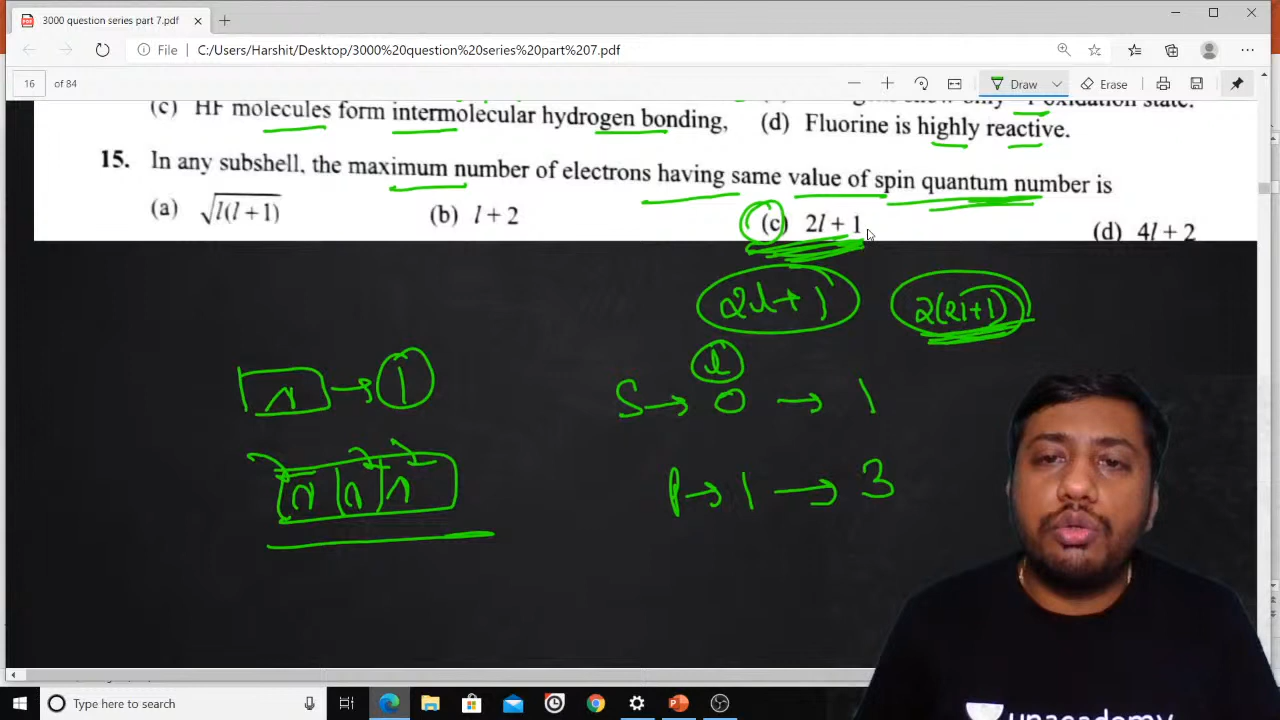 3000 question series part 7.pdf
File C:/Users/Harshit/Desktop/3000%20question%20series%20part%207.pdf
16 of 84 Draw Erase
(c) HF molecules form intermolecular hydrogen bonding, (d) Fluorine is highly reactive.
15. In any subshell, the maximum number of electrons having same value of spin quantum number is
(a) √l(l+1) (b) l + 2 (c) 2l + 1 (d) 4l + 2
2l+1 2(2l+1)
1 l
S→ 0 → 1
P→ 1 → 3
unacademy
Type here to search